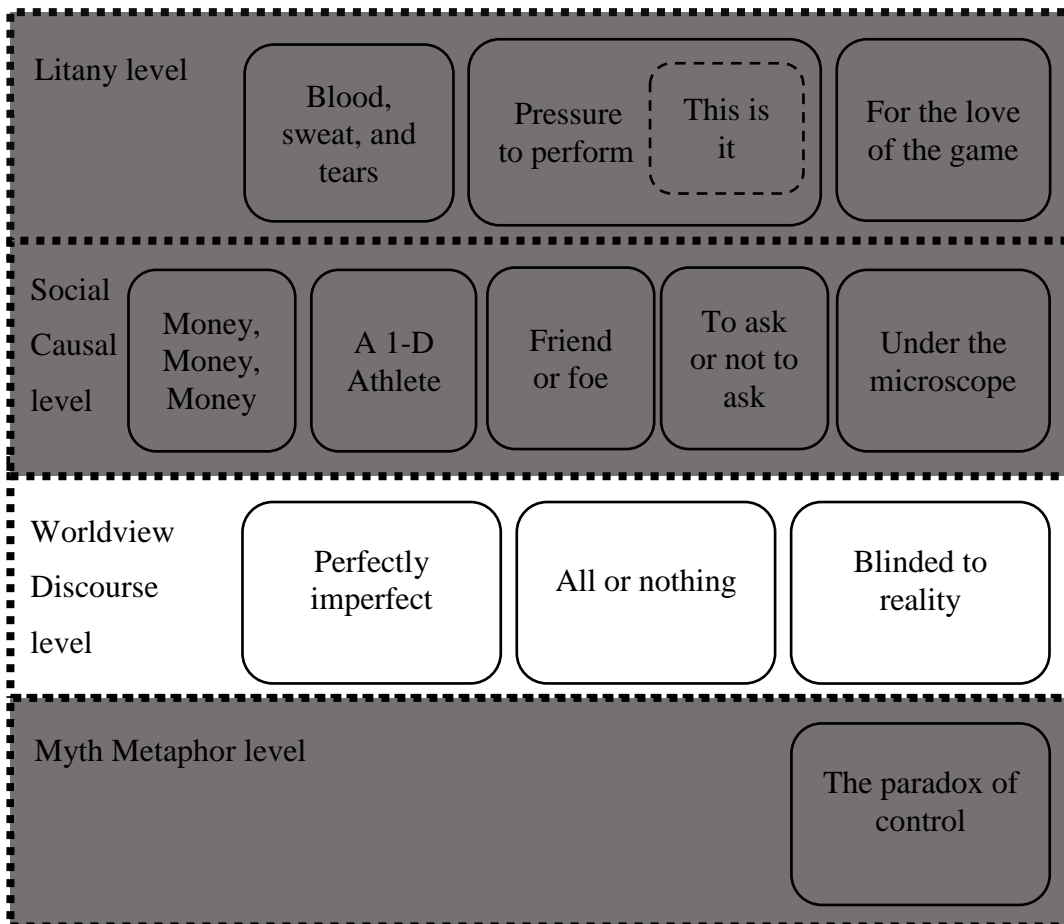 Litany level
Blood,
sweat, and
tears
Pressure
to perform
This is
it
For the love
of the game
Social
Causal
level
Money,
Money,
Money
A 1-D
Athlete
Friend
or foe
To ask
or not to
ask
Under the
microscope
Worldview
Discourse
level
Perfectly
imperfect
All or nothing
Blinded to
reality
Myth Metaphor level
The paradox of
control